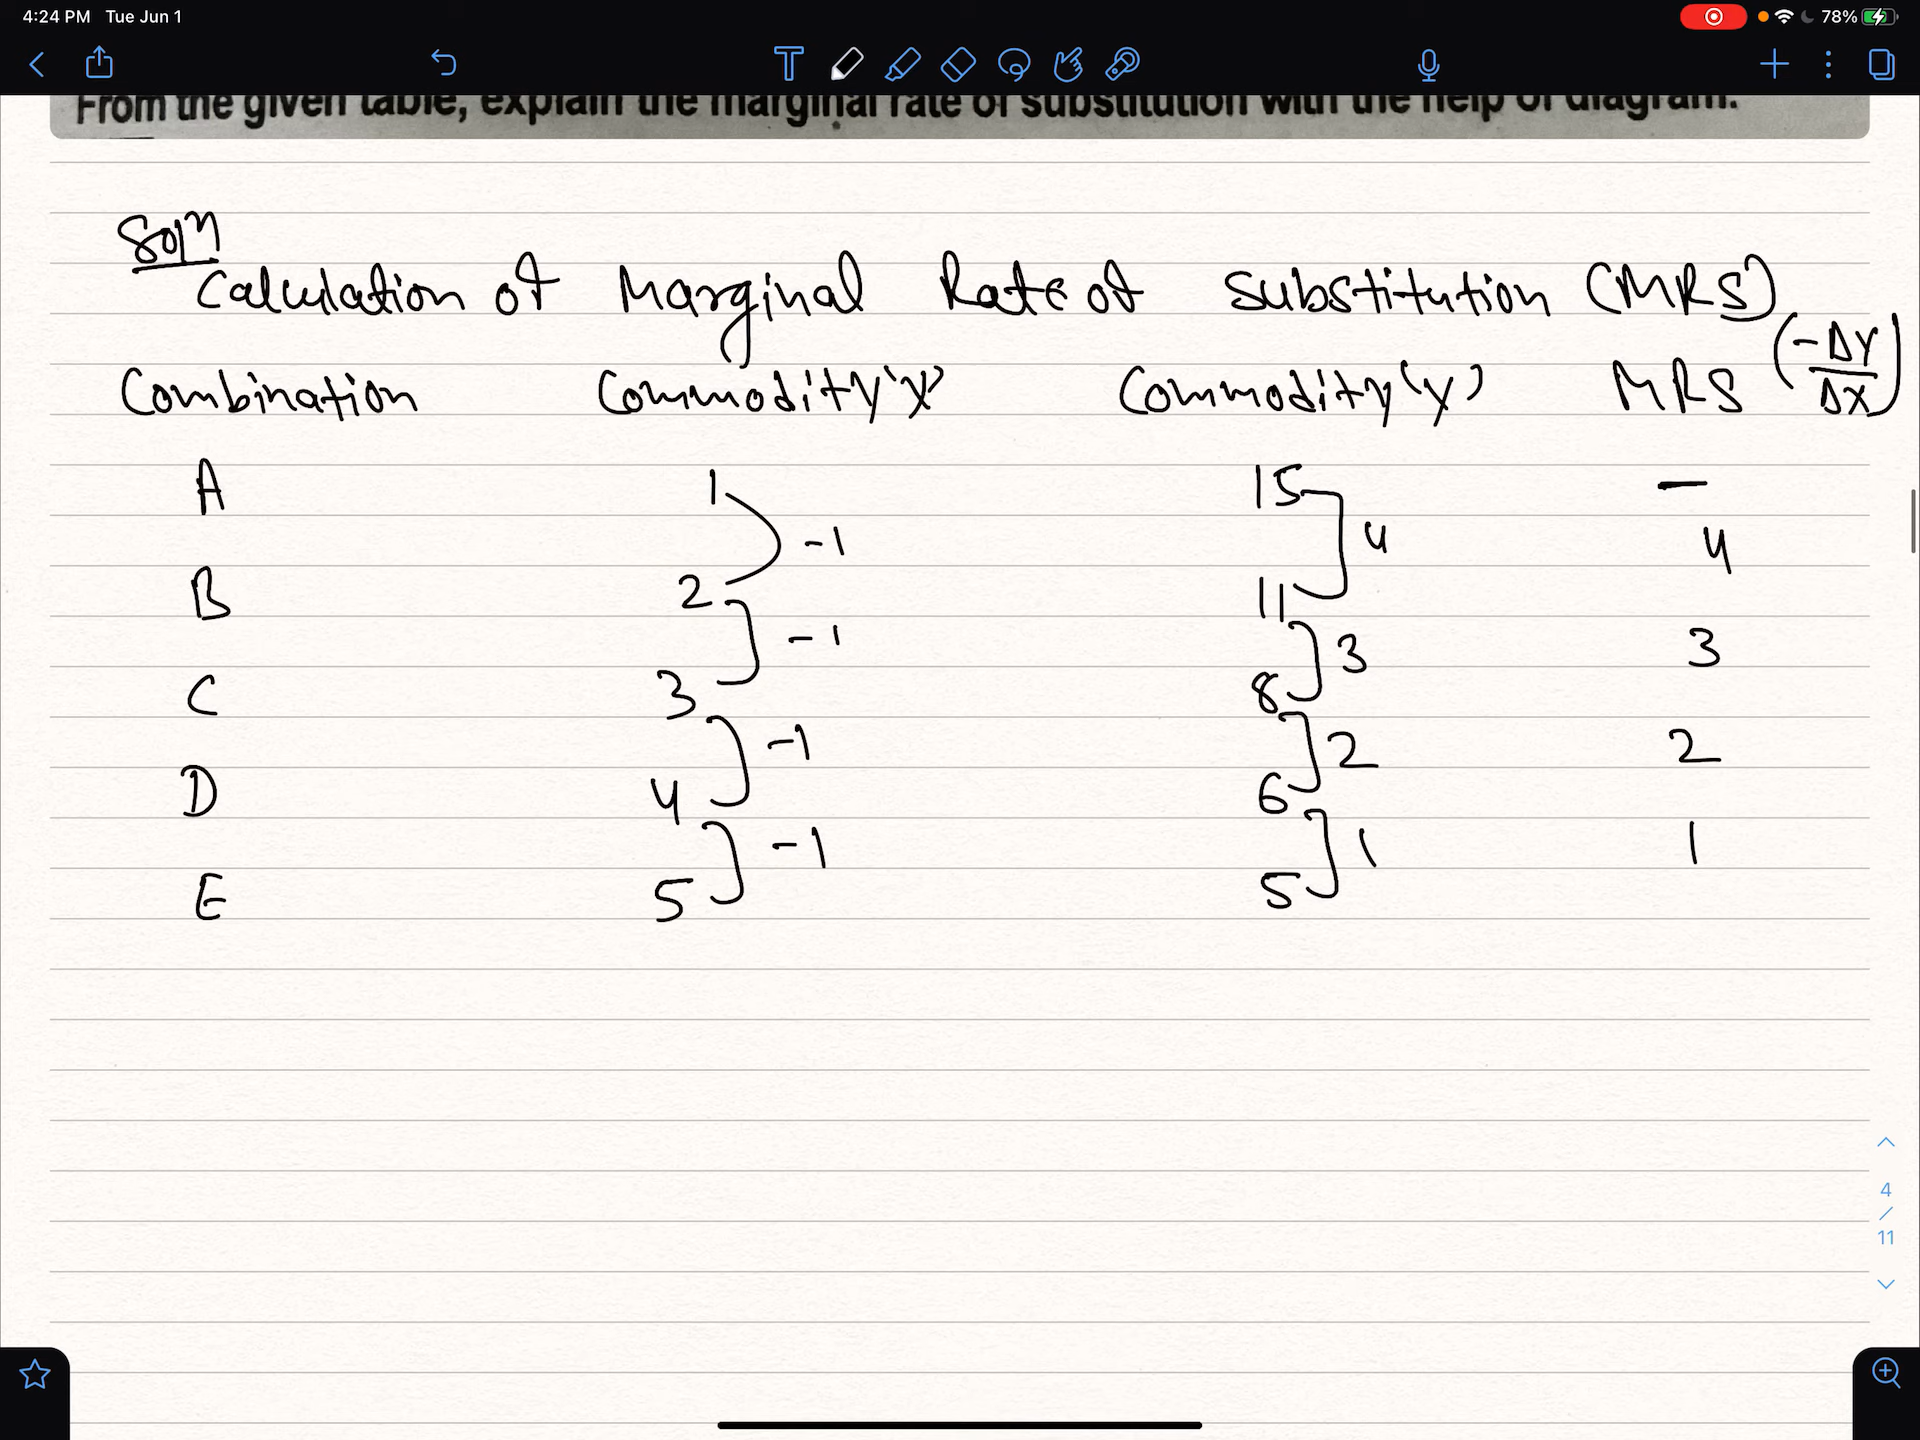 4:24 PM Tue Jun 1 78%
From the given table, explain the marginal rate of substitution with the help of diagram.
Soln
Calculation of Marginal Rate of Substitution (MRS)
Combination Commodity 'X' Commodity 'Y' MRS (-ΔY/ΔX)
A 1 15 —
-1 4 4
B 2 11
-1 3 3
C 3 8
-1 2 2
D 4 6
-1 1 1
E 5 5
4
/
11